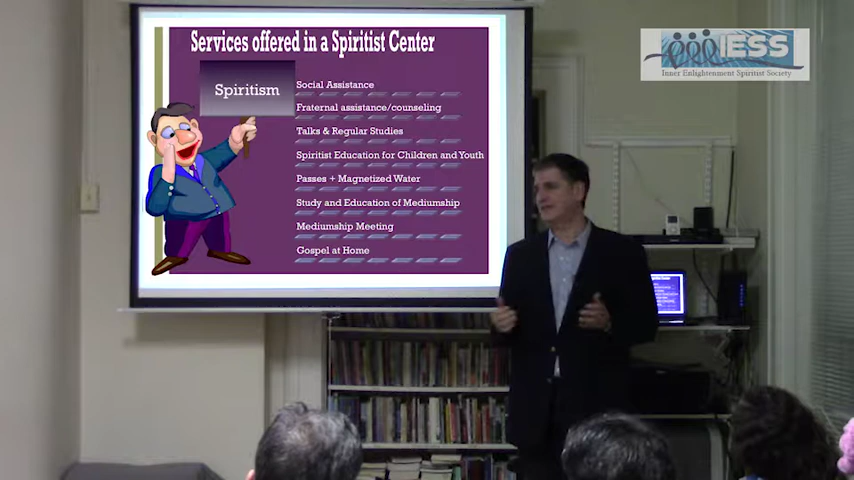 Services offered in a Spiritist Center
Spiritism
Social Assistance
Fraternal assistance/counseling
Talks & Regular Studies
Spiritist Education for Children and Youth
Passes + Magnetized Water
Study and Education of Mediumship
Mediumship Meeting
Gospel at Home
IESS
Inner Enlightenment Spiritist Society